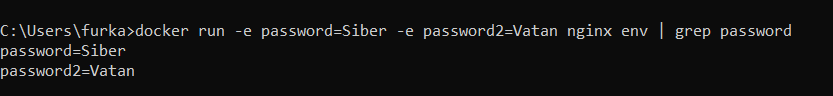 C:\Users\furka>docker run -e password=Siber -e password2=Vatan nginx env | grep password
password=Siber
password2=Vatan